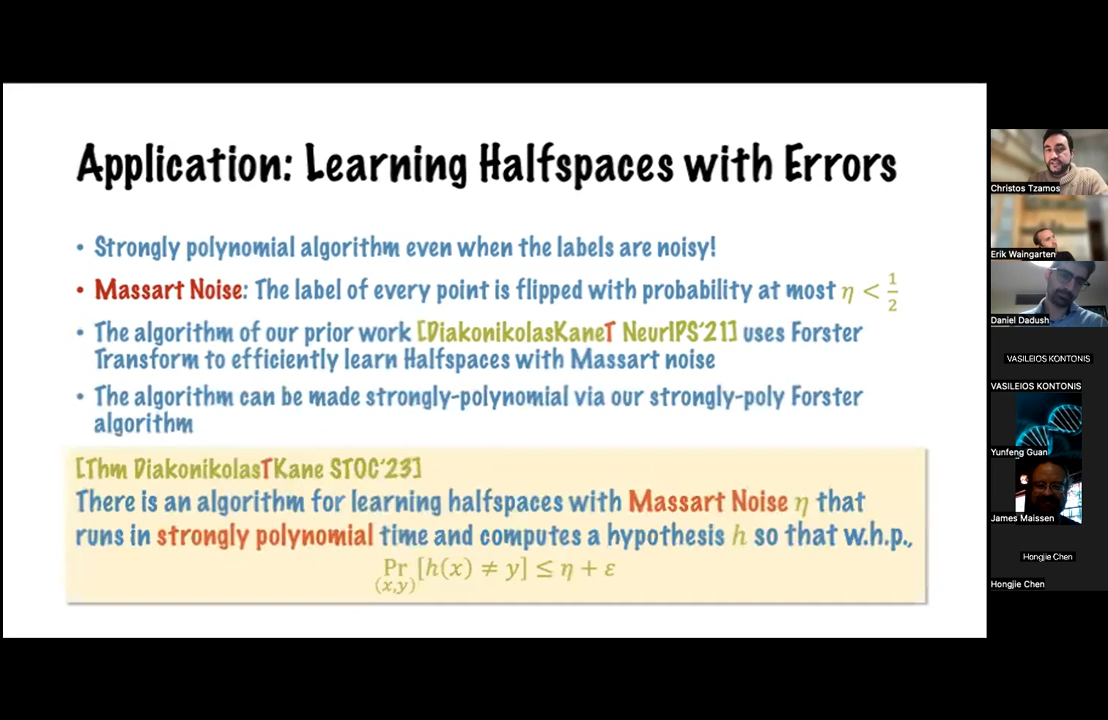 Application: Learning Halfspaces with Errors
• Strongly polynomial algorithm even when the labels are noisy!
• Massart Noise: The label of every point is flipped with probability at most η < 1/2
• The algorithm of our prior work [DiakonikolasKaneT NeurIPS'21] uses Forster
Transform to efficiently learn Halfspaces with Massart noise
• The algorithm can be made strongly-polynomial via our strongly-poly Forster
algorithm
[Thm DiakonikolasTKane STOC'23]
There is an algorithm for learning halfspaces with Massart Noise η that
runs in strongly polynomial time and computes a hypothesis h so that w.h.p.,
Pr(x,y) [h(x) ≠ y] ≤ η + ε
Christos Tzamos
Erik Waingarten
Daniel Dadush
VASILEIOS KONTONIS
VASILEIOS KONTONIS
Yunfeng Guan
James Maissen
Hongjie Chen
Hongjie Chen